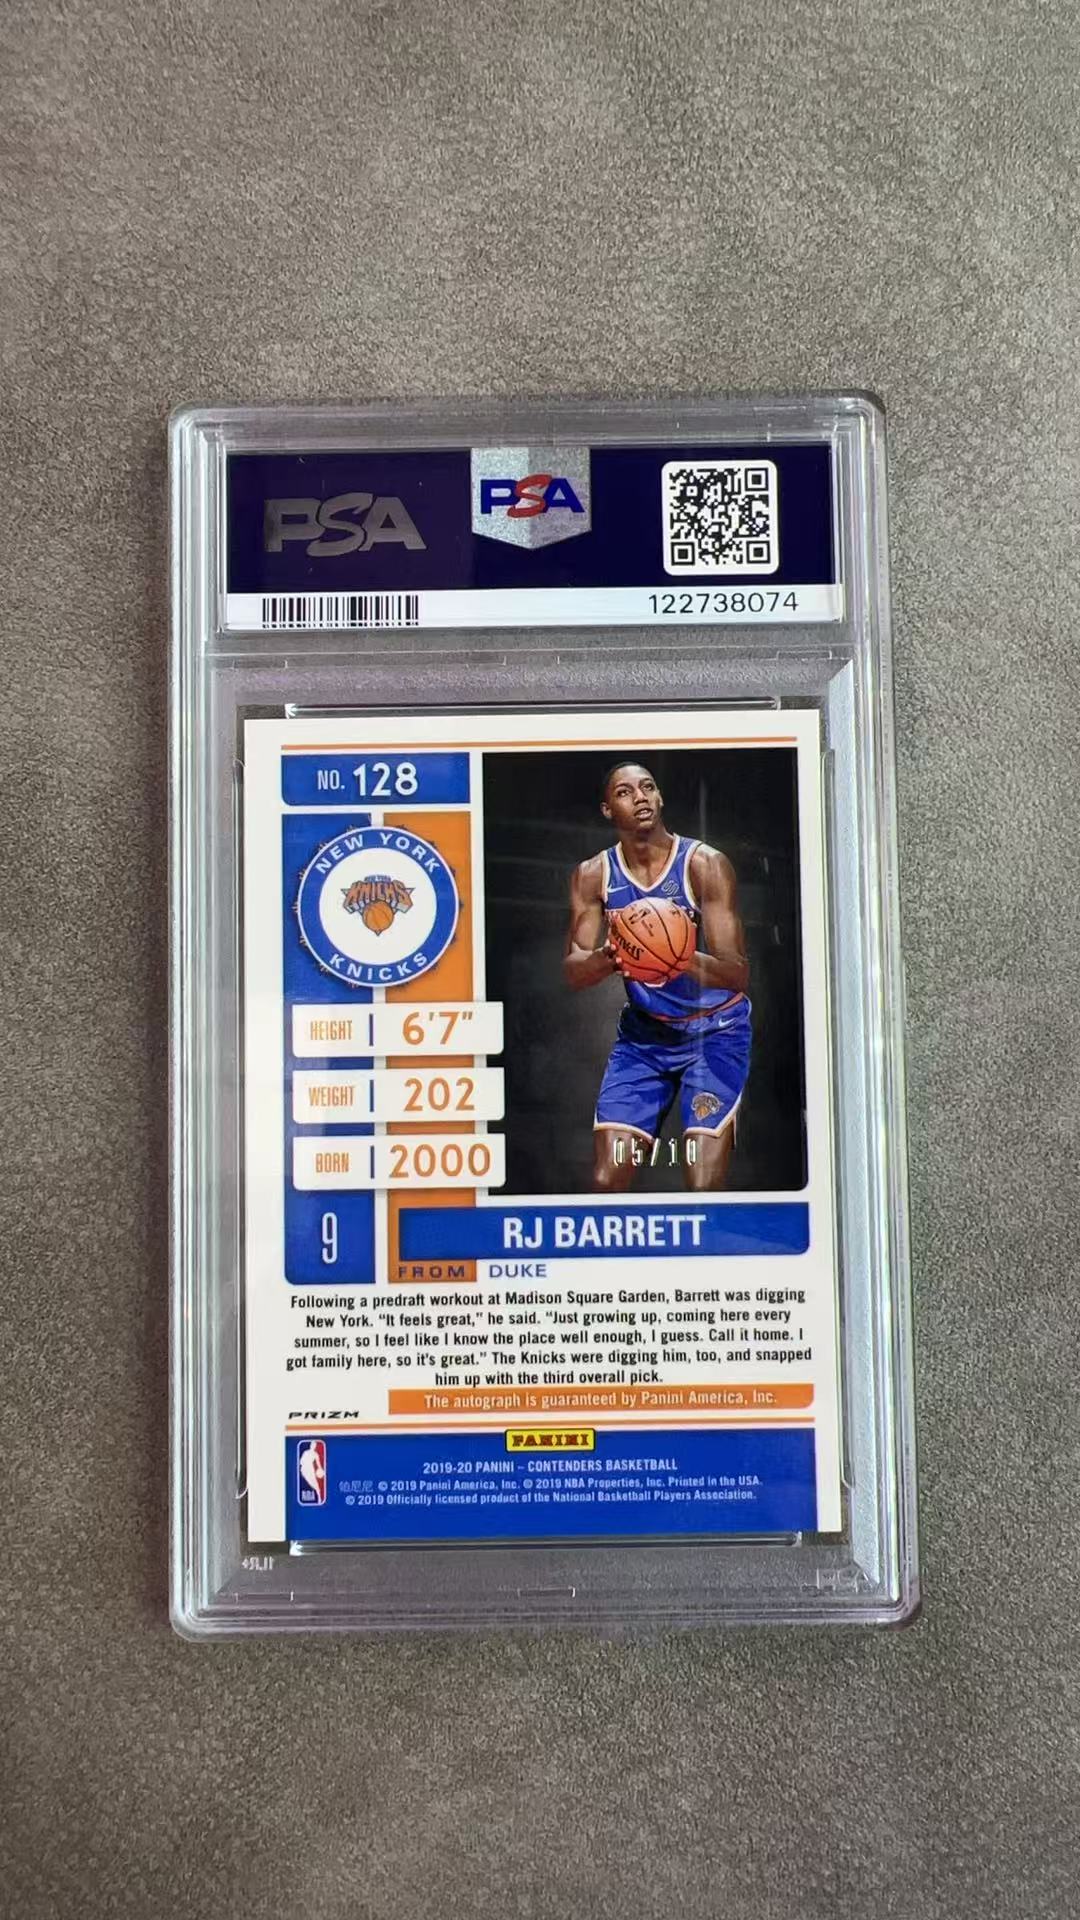 PSA
PSA
122738074
NO. 128
NEW YORK
NEW YORK
KNICKS
KNICKS
HEIGHT 6'7"
WEIGHT 202
BORN 2000
SPALDING
05/10
9
RJ BARRETT
FROM DUKE
Following a predraft workout at Madison Square Garden, Barrett was digging
New York. “It feels great,” he said. “Just growing up, coming here every
summer, so I feel like I know the place well enough, I guess. Call it home. I
got family here, so it's great.” The Knicks were digging him, too, and snapped
him up with the third overall pick.
The autograph is guaranteed by Panini America, Inc.
PRIZM
PANINI
2019-20 PANINI – CONTENDERS BASKETBALL
帕尼尼 © 2019 Panini America, Inc. © 2019 NBA Properties, Inc. Printed in the USA.
© 2019 Officially licensed product of the National Basketball Players Association.
NBA